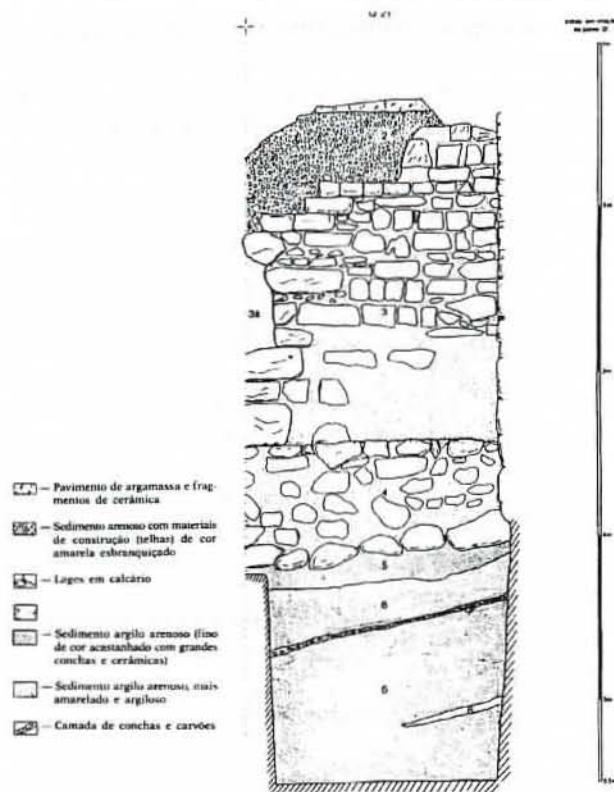 2
3a
3
4
5
6
6
— Pavimento de argamassa e frag-
mentos de cerâmica
— Sedimento arenoso com materiais
de construção (telhas) de cor
amarela esbranquiçado
— Lages em calcário
— Sedimento argilo arenoso (fino
de cor acastanhado com grandes
conchas e cerâmicas)
— Sedimento argilo arenoso, mais
amarelado e argiloso
— Camada de conchas e carvões